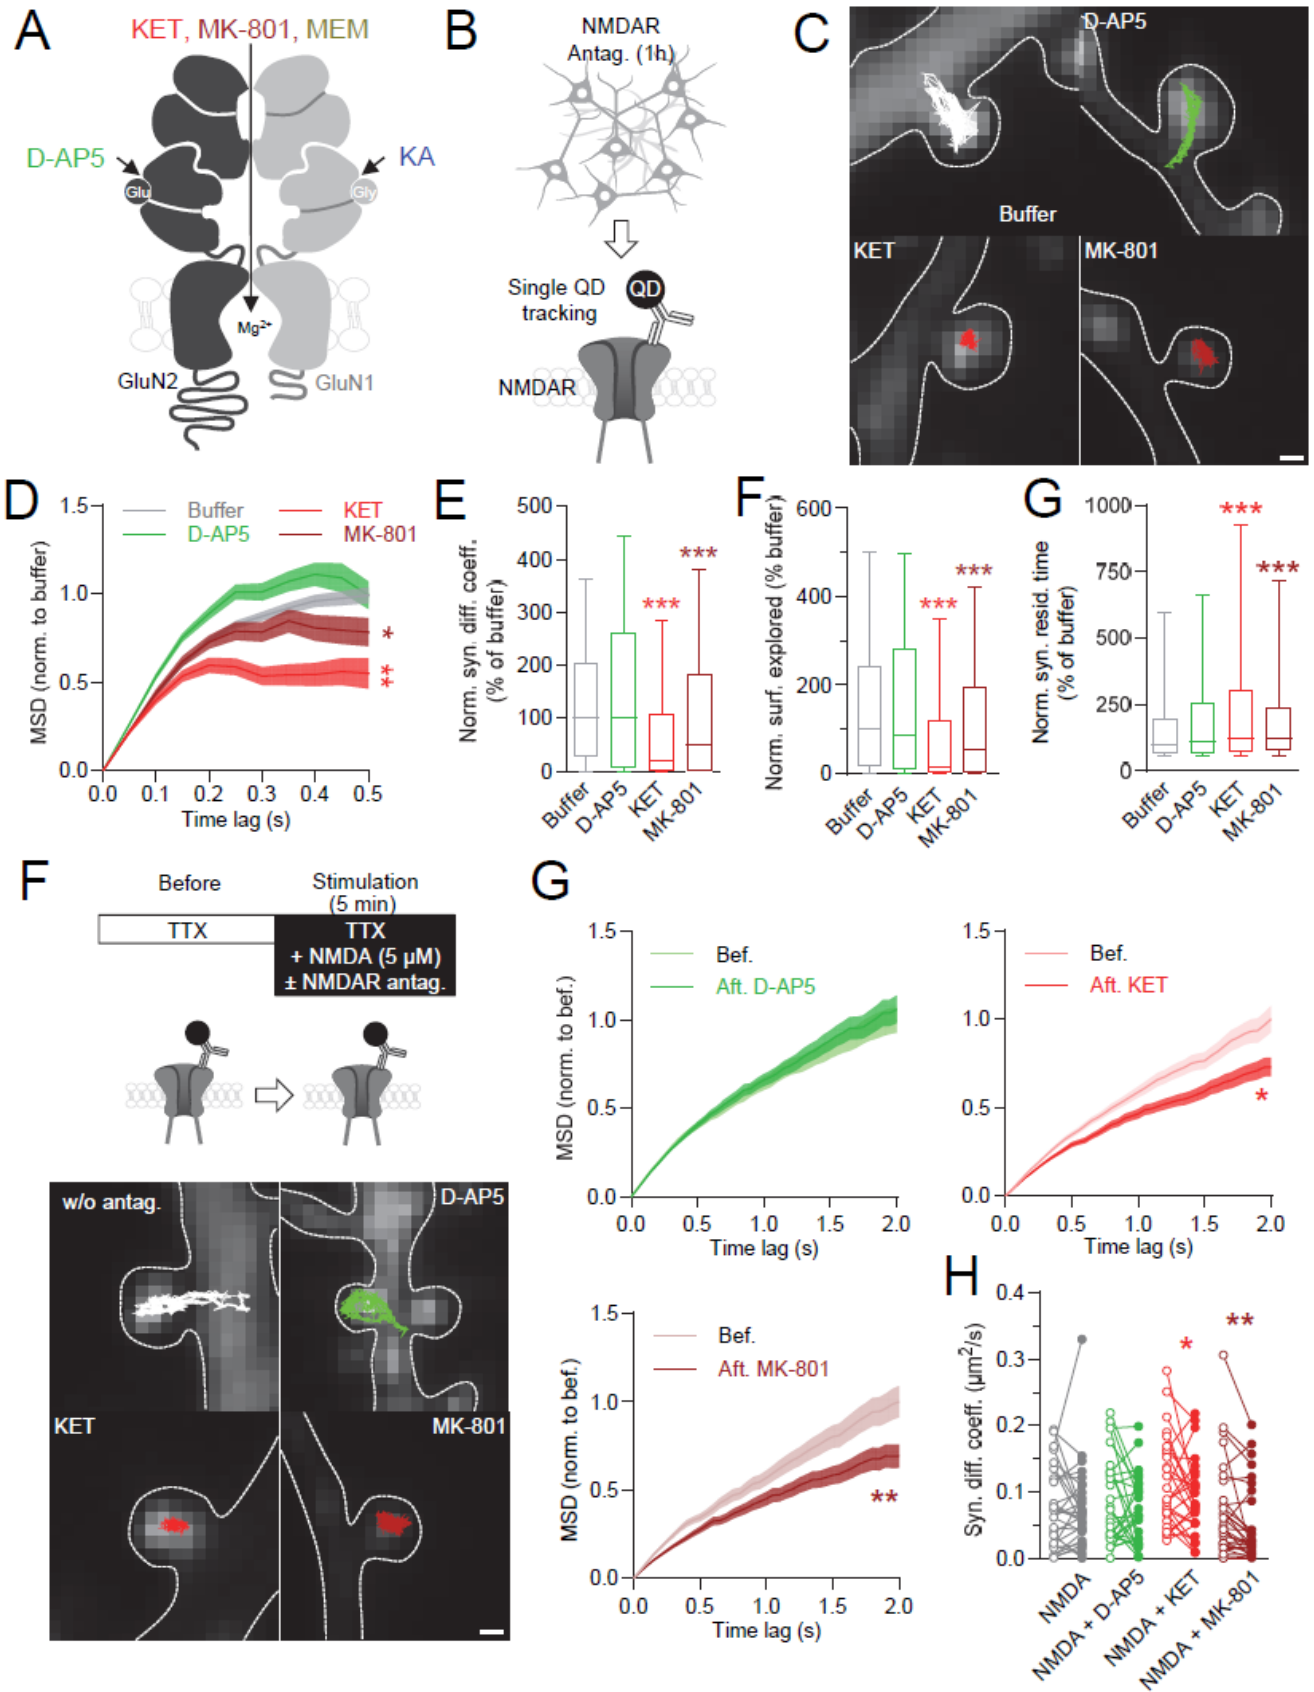 A
KET, MK-801, MEM
D-AP5
KA
Glu
Gly
Mg²⁺
GluN2
GluN1
B
NMDAR
Antag. (1h)
Single QD
tracking
QD
NMDAR
C
D-AP5
Buffer
KET
MK-801
D
MSD (norm. to buffer)
1.5
1.0
0.5
0.0
Buffer
KET
D-AP5
MK-801
*
**
0.0 0.1 0.2 0.3 0.4 0.5
Time lag (s)
E
Norm. syn. diff. coeff.
(% of buffer)
500
400
300
200
100
0
***
***
Buffer
D-AP5
KET
MK-801
F
Norm. surf. explored (% buffer)
600
400
200
0
***
***
Buffer
D-AP5
KET
MK-801
G
Norm. syn. resid. time
(% of buffer)
1000
750
500
250
0
***
***
Buffer
D-AP5
KET
MK-801
F
Before
Stimulation
(5 min)
TTX
TTX
+ NMDA (5 µM)
± NMDAR antag.
w/o antag.
D-AP5
KET
MK-801
G
MSD (norm. to bef.)
1.5
1.0
0.5
0.0
Bef.
Aft. D-AP5
0.0 0.5 1.0 1.5 2.0
Time lag (s)
1.5
1.0
0.5
0.0
Bef.
Aft. KET
*
0.0 0.5 1.0 1.5 2.0
Time lag (s)
MSD (norm. to bef.)
1.5
1.0
0.5
0.0
Bef.
Aft. MK-801
**
0.0 0.5 1.0 1.5 2.0
Time lag (s)
H
Syn. diff. coeff. (µm²/s)
0.4
0.3
0.2
0.1
0.0
*
**
NMDA
NMDA + D-AP5
NMDA + KET
NMDA + MK-801